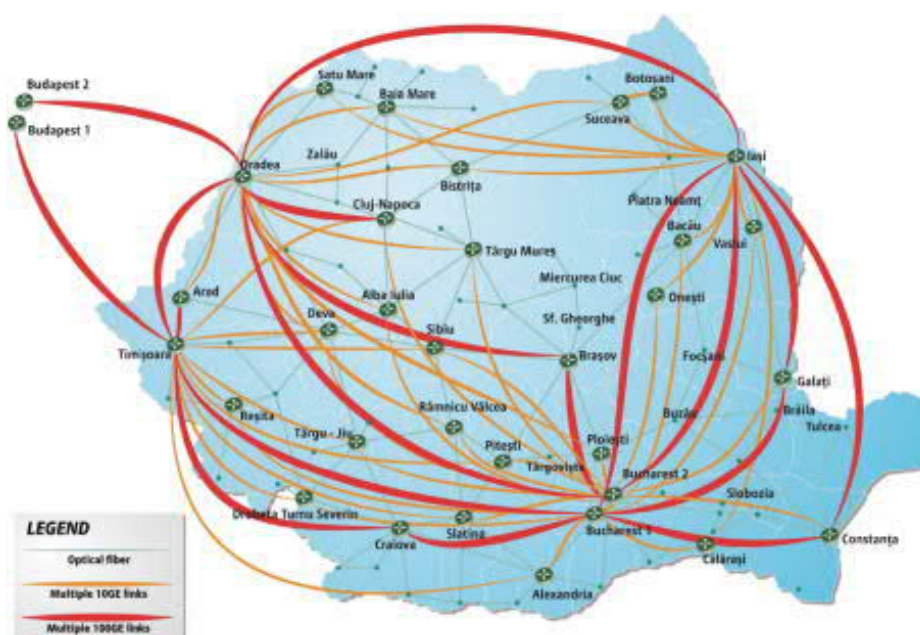 Satu Mare
Botoșani
Budapest 2
Baia Mare
Suceava
Budapest 1
Iași
Zalău
Oradea
Bistrița
Piatra Neamț
Cluj-Napoca
Bacău
Vaslui
Târgu Mureș
Miercurea Ciuc
Arad
Alba Iulia
Onești
Deva
Sf. Gheorghe
Sibiu
Timișoara
Brașov
Focșani
Galați
Reșița
Râmnicu Vâlcea
Buzău
Brăila
Tulcea
Târgu - Jiu
Pitești
Ploiești
Târgoviște
Bucharest 2
Slobozia
Drobeta Turnu Severin
Slatina
Bucharest 1
Craiova
Constanța
Călărași
Alexandria
LEGEND
Optical fiber
Multiple 10GE links
Multiple 100GE links